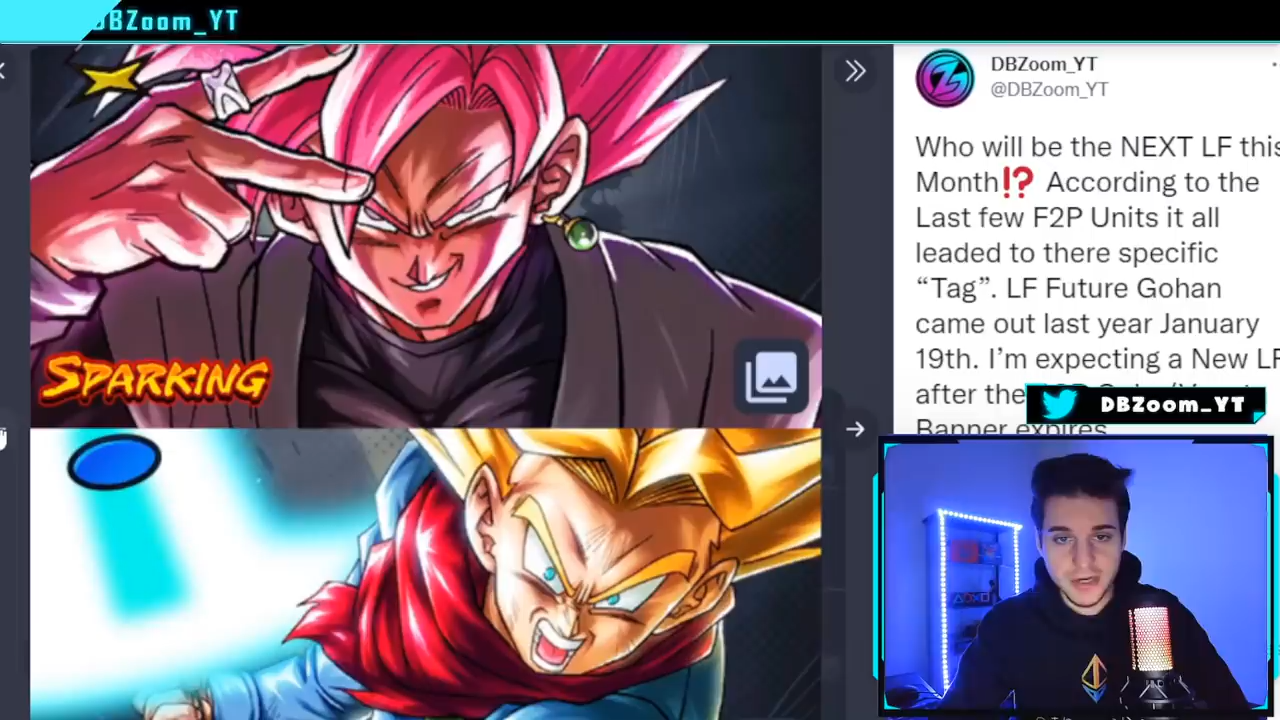 DBZoom_YT
SPARKING
DBZoom_YT
@DBZoom_YT
Who will be the NEXT LF this
Month⁉️ According to the
Last few F2P Units it all
leaded to there specific
“Tag”. LF Future Gohan
came out last year January
19th. I’m expecting a New LF
after the
Banner expires
DBZoom_YT